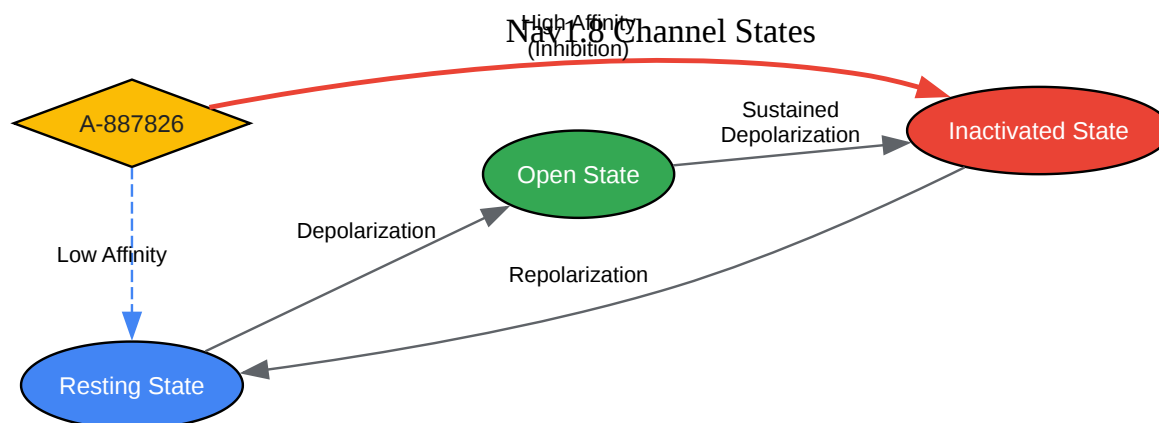 High Affinity
(Inhibition)
Nav1.8 Channel States
A-887826
Sustained
Depolarization
Inactivated State
Open State
Depolarization
Low Affinity
Repolarization
Resting State